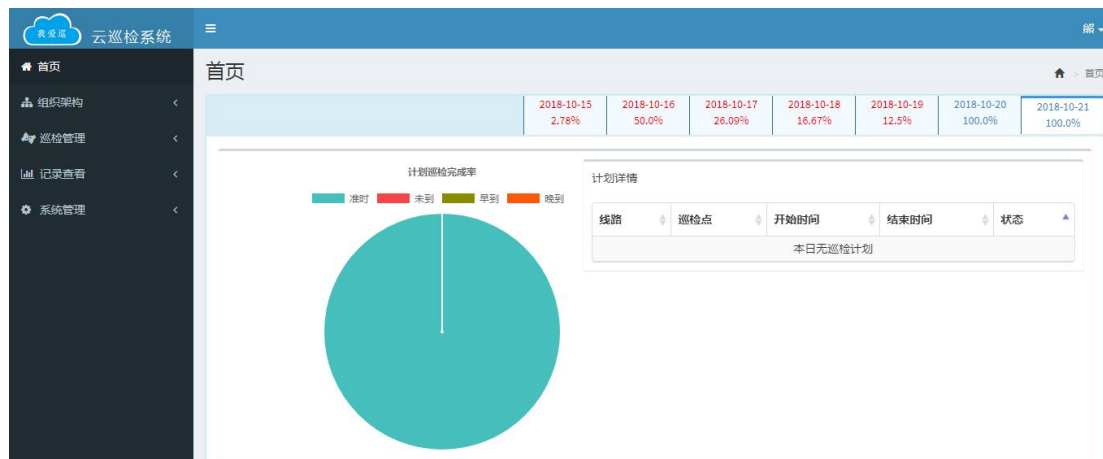 我爱巡
云巡检系统
熊
首页
首页
首页
组织架构
巡检管理
记录查看
系统管理
2018-10-15 2018-10-16 2018-10-17 2018-10-18 2018-10-19 2018-10-20 2018-10-21
2.78% 50.0% 26.09% 16.67% 12.5% 100.0% 100.0%
计划巡检完成率
准时 未到 早到 晚到
计划详情
线路 巡检点 开始时间 结束时间 状态
本日无巡检计划